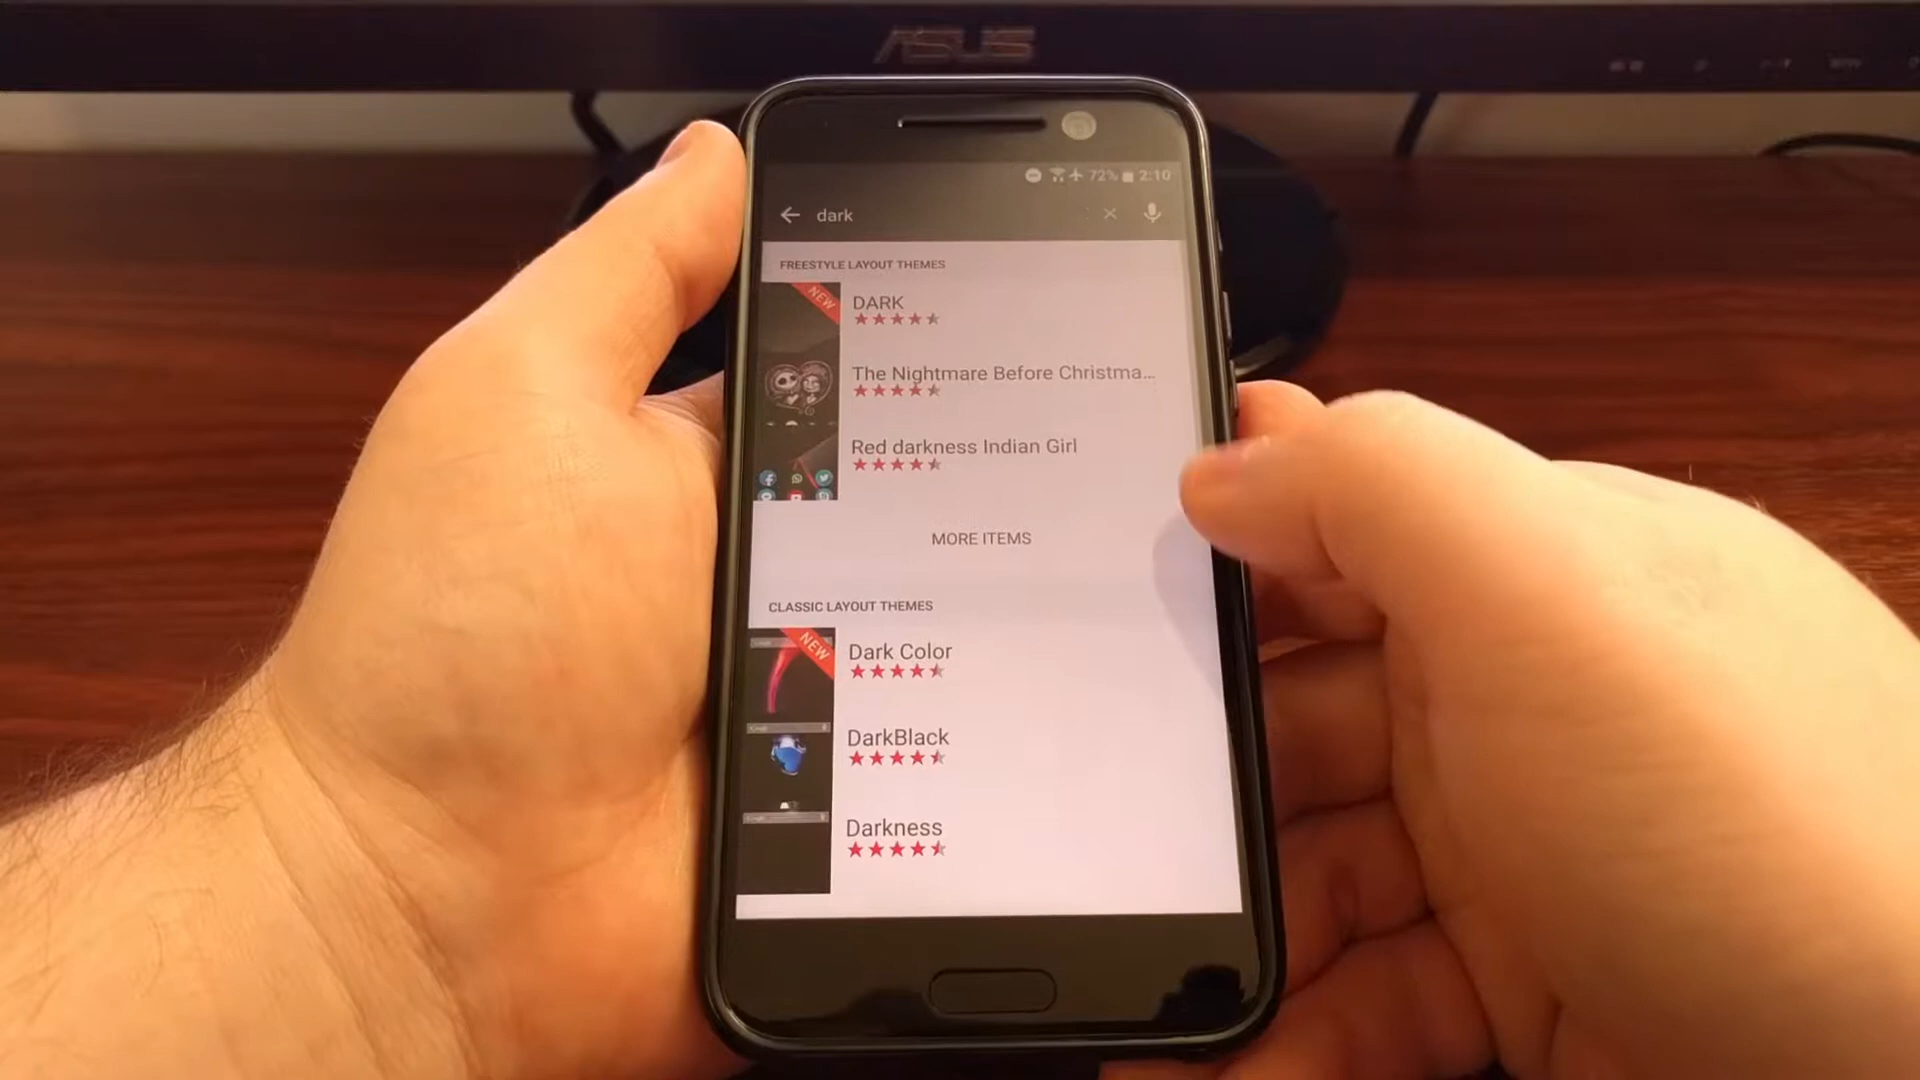 ASUS
72% 2:10
dark
FREESTYLE LAYOUT THEMES
NEW
DARK
The Nightmare Before Christma...
Red darkness Indian Girl
MORE ITEMS
CLASSIC LAYOUT THEMES
NEW
Dark Color
DarkBlack
Darkness